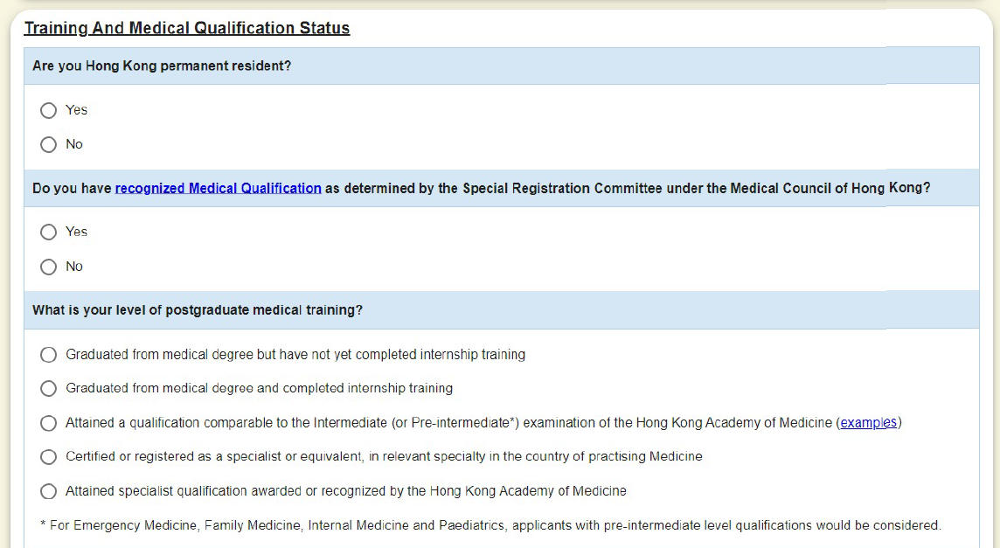 Training And Medical Qualification Status
Are you Hong Kong permanent resident?
Yes
No
Do you have recognized Medical Qualification as determined by the Special Registration Committee under the Medical Council of Hong Kong?
Yes
No
What is your level of postgraduate medical training?
Graduated from medical degree but have not yet completed internship training
Graduated from medical degree and completed internship training
Attained a qualification comparable to the Intermediate (or Pre-intermediate*) examination of the Hong Kong Academy of Medicine (examples)
Certified or registered as a specialist or equivalent, in relevant specialty in the country of practising Medicine
Attained specialist qualification awarded or recognized by the Hong Kong Academy of Medicine
* For Emergency Medicine, Family Medicine, Internal Medicine and Paediatrics, applicants with pre-intermediate level qualifications would be considered.